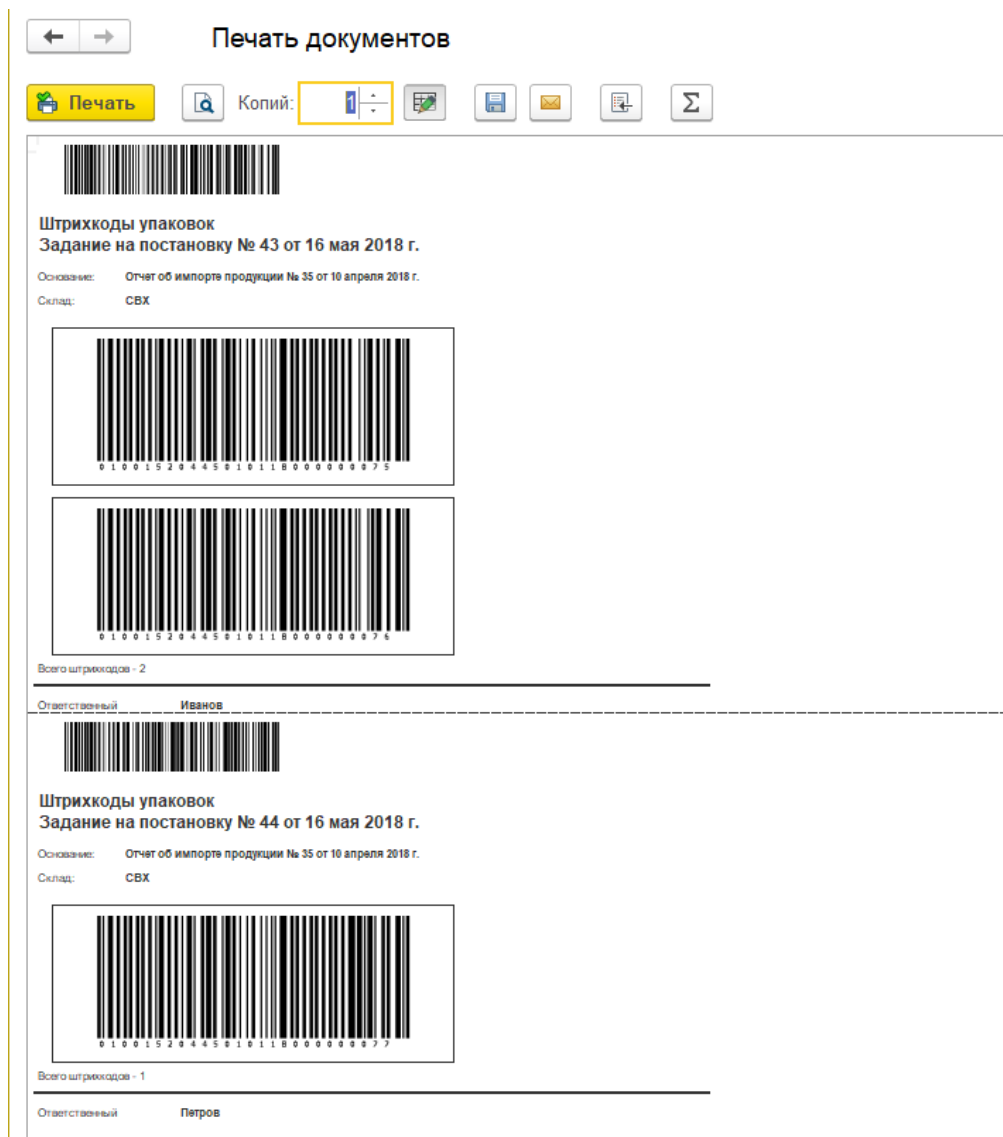 Печать документов
Печать Копий: 1 Σ
Штрихкоды упаковок
Задание на постановку № 43 от 16 мая 2018 г.
Основание: Отчет об импорте продукции № 35 от 10 апреля 2018 г.
Склад: СВХ
01001520445010118000000075
01001520445010118000000076
Всего штрихкодов - 2
Ответственный Иванов
Штрихкоды упаковок
Задание на постановку № 44 от 16 мая 2018 г.
Основание: Отчет об импорте продукции № 35 от 10 апреля 2018 г.
Склад: СВХ
01001520445010118000000077
Всего штрихкодов - 1
Ответственный Петров